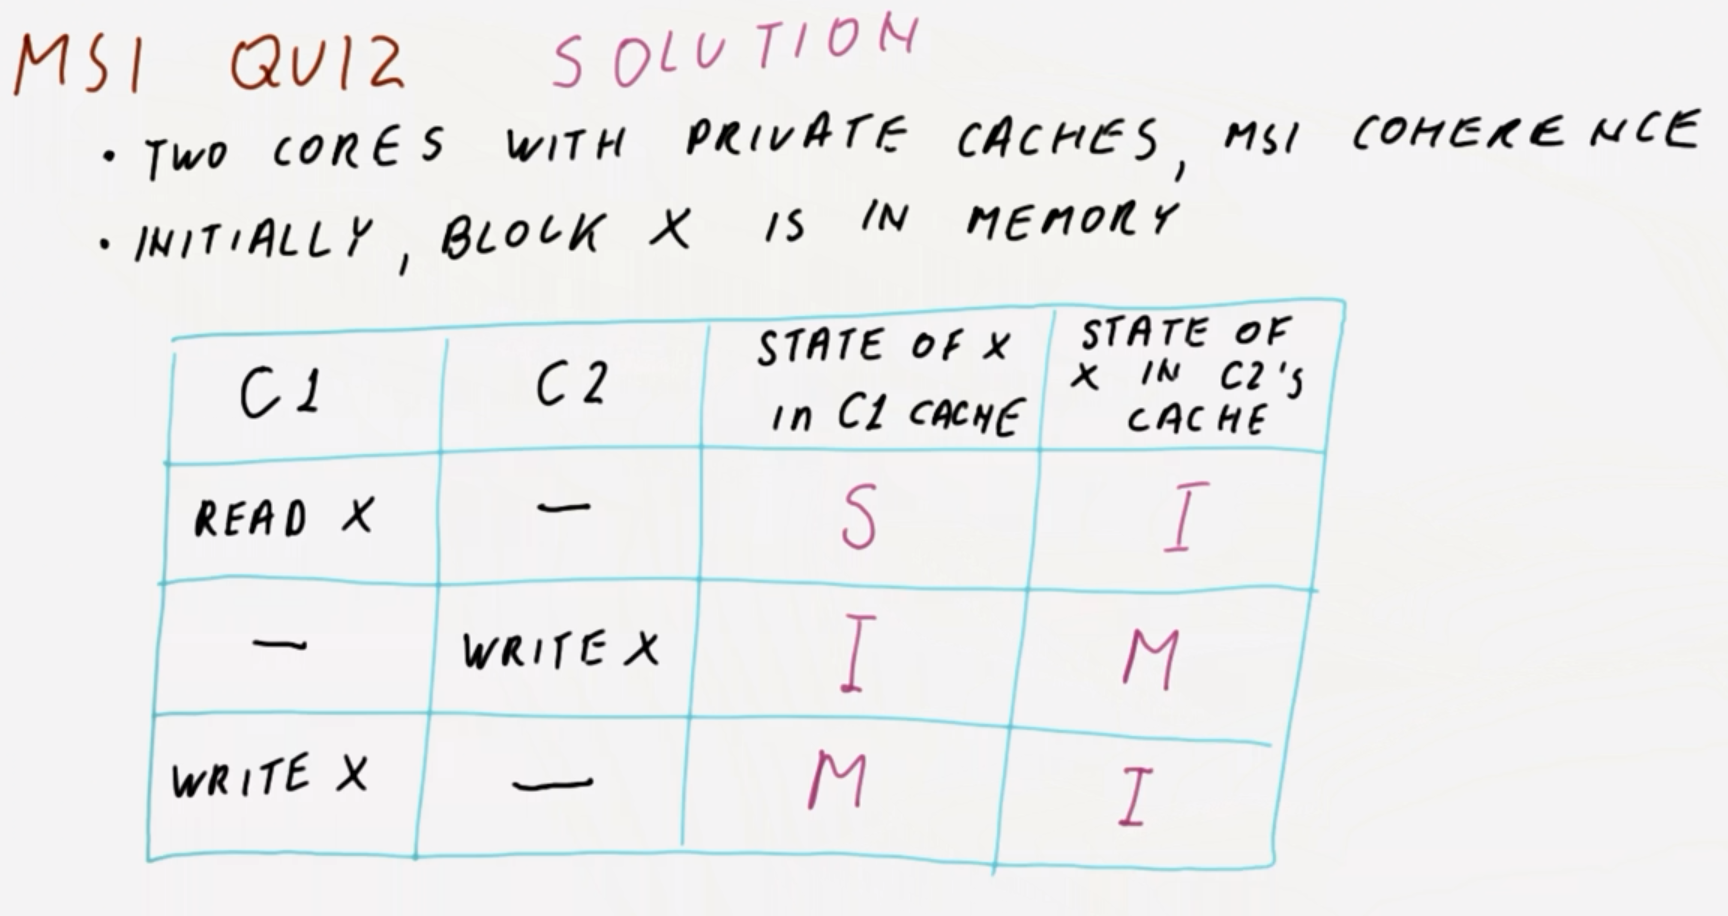 MSI QUIZ SOLUTION
• TWO CORES WITH PRIVATE CACHES, MSI COHERENCE
• INITIALLY, BLOCK X IS IN MEMORY
C1
C2
STATE OF X
in C1 CACHE
STATE OF
X IN C2's
CACHE
READ X
—
S
I
—
WRITE X
I
M
WRITE X
—
M
I